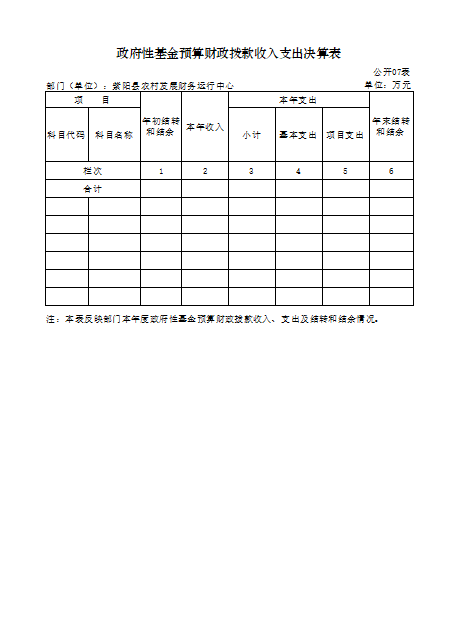 政府性基金预算财政拨款收入支出决算表
公开07表
部门（单位）：紫阳县农村发展财务运行中心 单位：万元
项 目 年初结转和结余 本年收入 本年支出 年末结转和结余
科目代码 科目名称 小计 基本支出 项目支出
栏次 1 2 3 4 5 6
合计
注：本表反映部门本年度政府性基金预算财政拨款收入、支出及结转和结余情况。